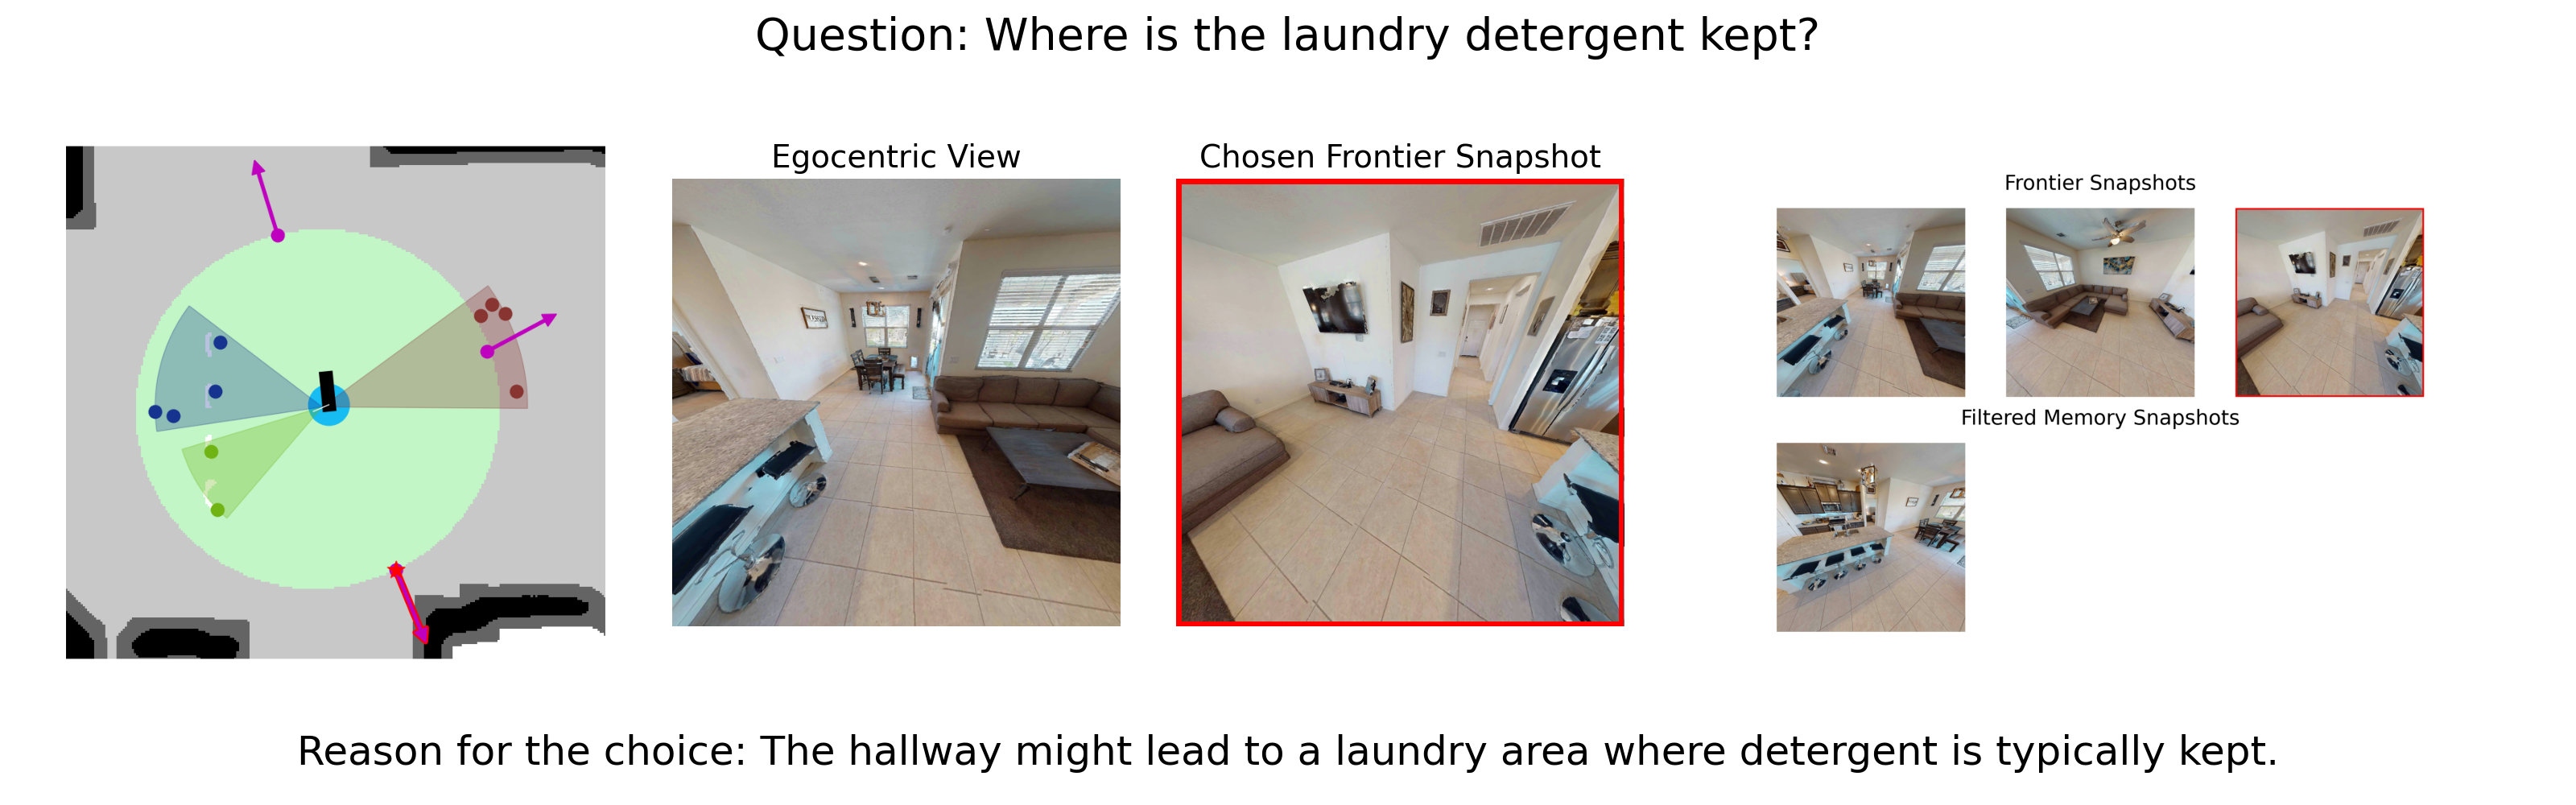 Question: Where is the laundry detergent kept?
Egocentric View
Chosen Frontier Snapshot
Frontier Snapshots
Filtered Memory Snapshots
Reason for the choice: The hallway might lead to a laundry area where detergent is typically kept.